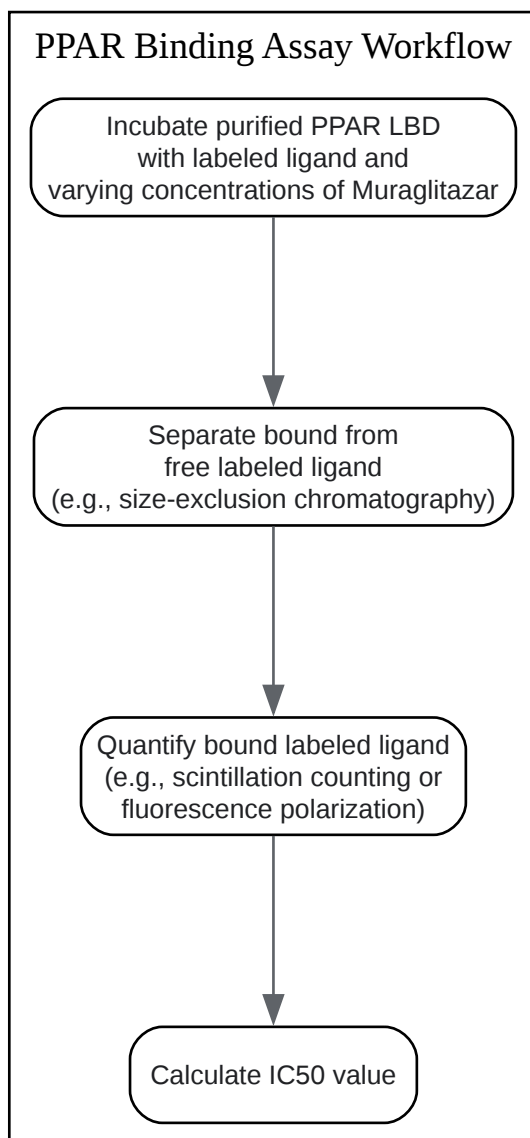 PPAR Binding Assay Workflow
Incubate purified PPAR LBD
with labeled ligand and
varying concentrations of Muraglitazar
Separate bound from
free labeled ligand
(e.g., size-exclusion chromatography)
Quantify bound labeled ligand
(e.g., scintillation counting or
fluorescence polarization)
Calculate IC50 value